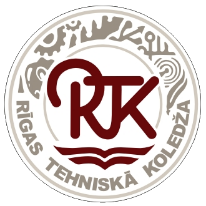 RTK
RĪGAS TEHNISKĀ KOLEDŽA